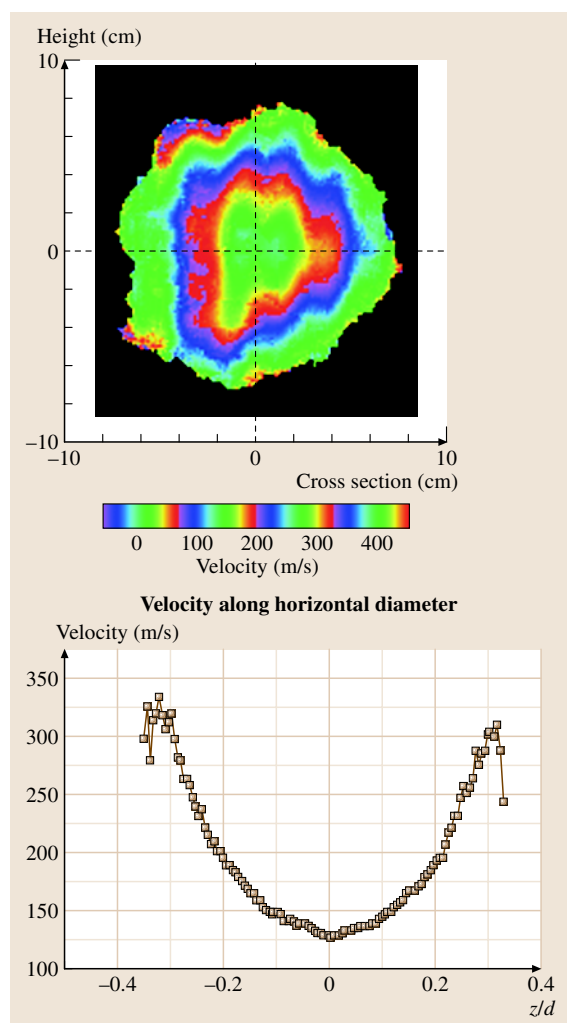 Height (cm)
10
0
–10
–10 0 10
Cross section (cm)
0 100 200 300 400
Velocity (m/s)
Velocity along horizontal diameter
Velocity (m/s)
350
300
250
200
150
100
–0.4 –0.2 0 0.2 0.4
z/d